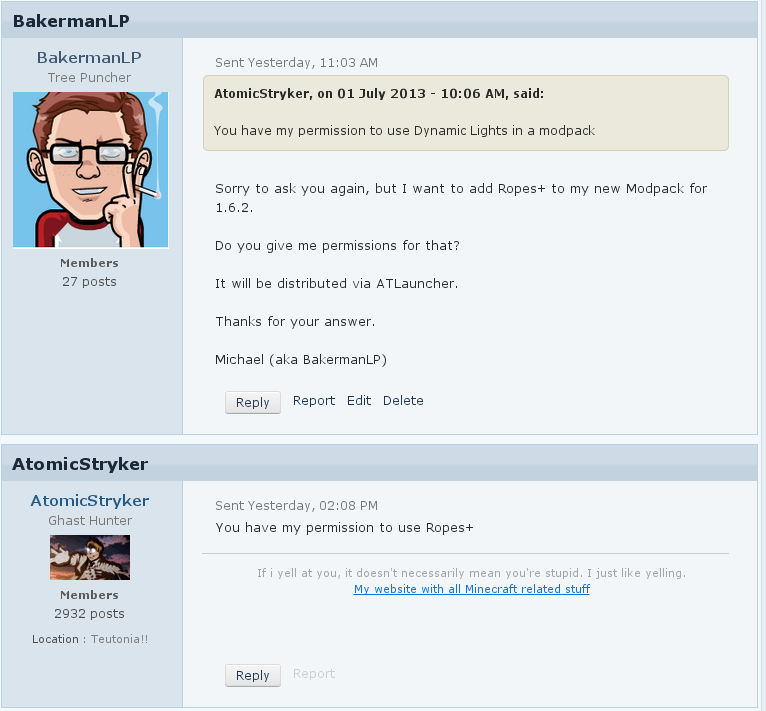 BakermanLP
BakermanLP
Tree Puncher
Members
27 posts
Sent Yesterday, 11:03 AM
AtomicStryker, on 01 July 2013 - 10:06 AM, said:
You have my permission to use Dynamic Lights in a modpack
Sorry to ask you again, but I want to add Ropes+ to my new Modpack for
1.6.2.
Do you give me permissions for that?
It will be distributed via ATLauncher.
Thanks for your answer.
Michael (aka BakermanLP)
Reply Report Edit Delete
AtomicStryker
AtomicStryker
Ghast Hunter
Members
2932 posts
Location : Teutonia!!
Sent Yesterday, 02:08 PM
You have my permission to use Ropes+
If i yell at you, it doesn't necessarily mean you're stupid. I just like yelling.
My website with all Minecraft related stuff
Reply Report